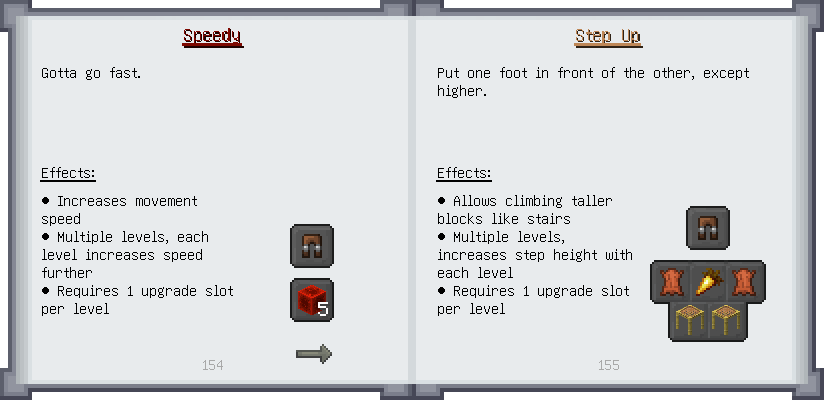 Speedy
Gotta go fast.
Effects:
● Increases movement
speed
● Multiple levels, each
level increases speed
further
● Requires 1 upgrade slot
per level
5
154
Step Up
Put one foot in front of the other, except
higher.
Effects:
● Allows climbing taller
blocks like stairs
● Multiple levels,
increases step height with
each level
● Requires 1 upgrade slot
per level
155